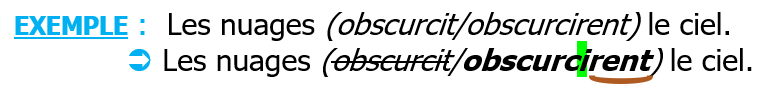 EXEMPLE : Les nuages (obscurcit/obscurcirent) le ciel.
➲ Les nuages (obscurcit/obscurcirent) le ciel.